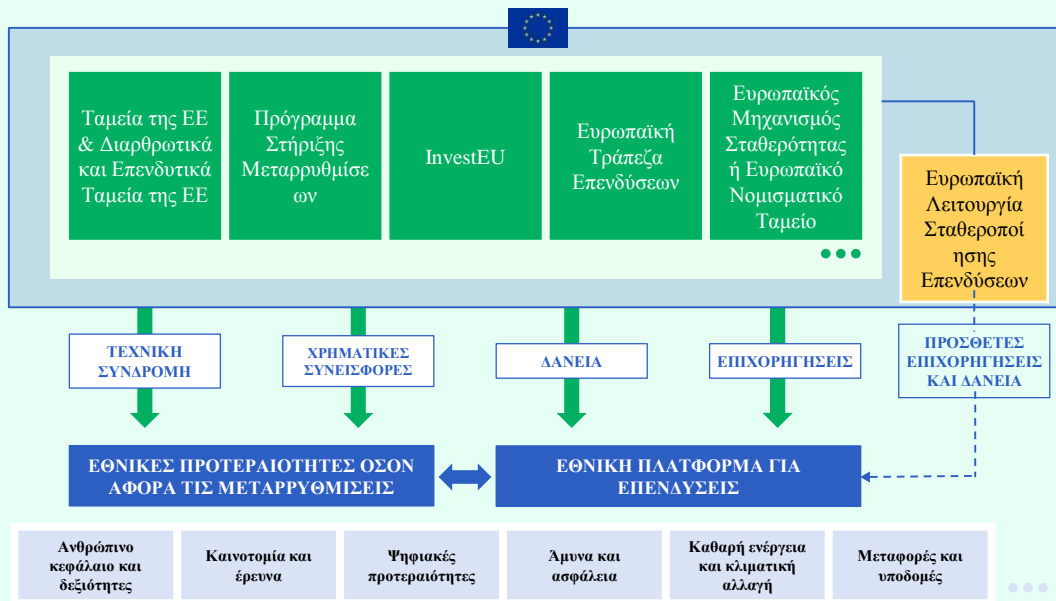 Ταμεία της ΕΕ
& Διαρθρωτικά
και Επενδυτικά
Ταμεία της ΕΕ
Πρόγραμμα
Στήριξης
Μεταρρυθμίσε
ων
InvestEU
Ευρωπαϊκή
Τράπεζα
Επενδύσεων
Ευρωπαϊκός
Μηχανισμός
Σταθερότητας
ή Ευρωπαϊκό
Νομισματικό
Ταμείο
Ευρωπαϊκή
Λειτουργία
Σταθεροποί
ησης
Επενδύσεων
ΤΕΧΝΙΚΗ
ΣΥΝΔΡΟΜΗ
ΧΡΗΜΑΤΙΚΕΣ
ΣΥΝΕΙΣΦΟΡΕΣ
ΔΑΝΕΙΑ
ΕΠΙΧΟΡΗΓΗΣΕΙΣ
ΠΡΟΣΘΕΤΕΣ
ΕΠΙΧΟΡΗΓΗΣΕΙΣ
ΚΑΙ ΔΑΝΕΙΑ
ΕΘΝΙΚΕΣ ΠΡΟΤΕΡΑΙΟΤΗΤΕΣ ΟΣΟΝ
ΑΦΟΡΑ ΤΙΣ ΜΕΤΑΡΡΥΘΜΙΣΕΙΣ
ΕΘΝΙΚΗ ΠΛΑΤΦΟΡΜΑ ΓΙΑ
ΕΠΕΝΔΥΣΕΙΣ
Ανθρώπινο
κεφάλαιο και
δεξιότητες
Καινοτομία και
έρευνα
Ψηφιακές
προτεραιότητες
Άμυνα και
ασφάλεια
Καθαρή ενέργεια
και κλιματική
αλλαγή
Μεταφορές και
υποδομές